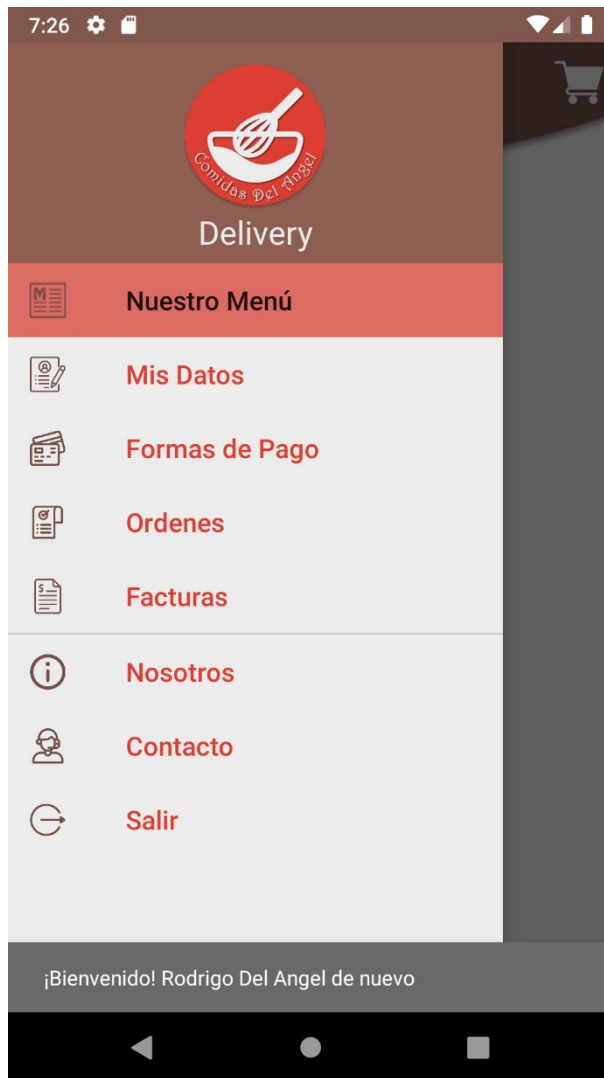 7:26
Comidas Del Angel
Delivery
M
Nuestro Menú
Mis Datos
Formas de Pago
Ordenes
$
Facturas
i
Nosotros
Contacto
Salir
¡Bienvenido! Rodrigo Del Angel de nuevo